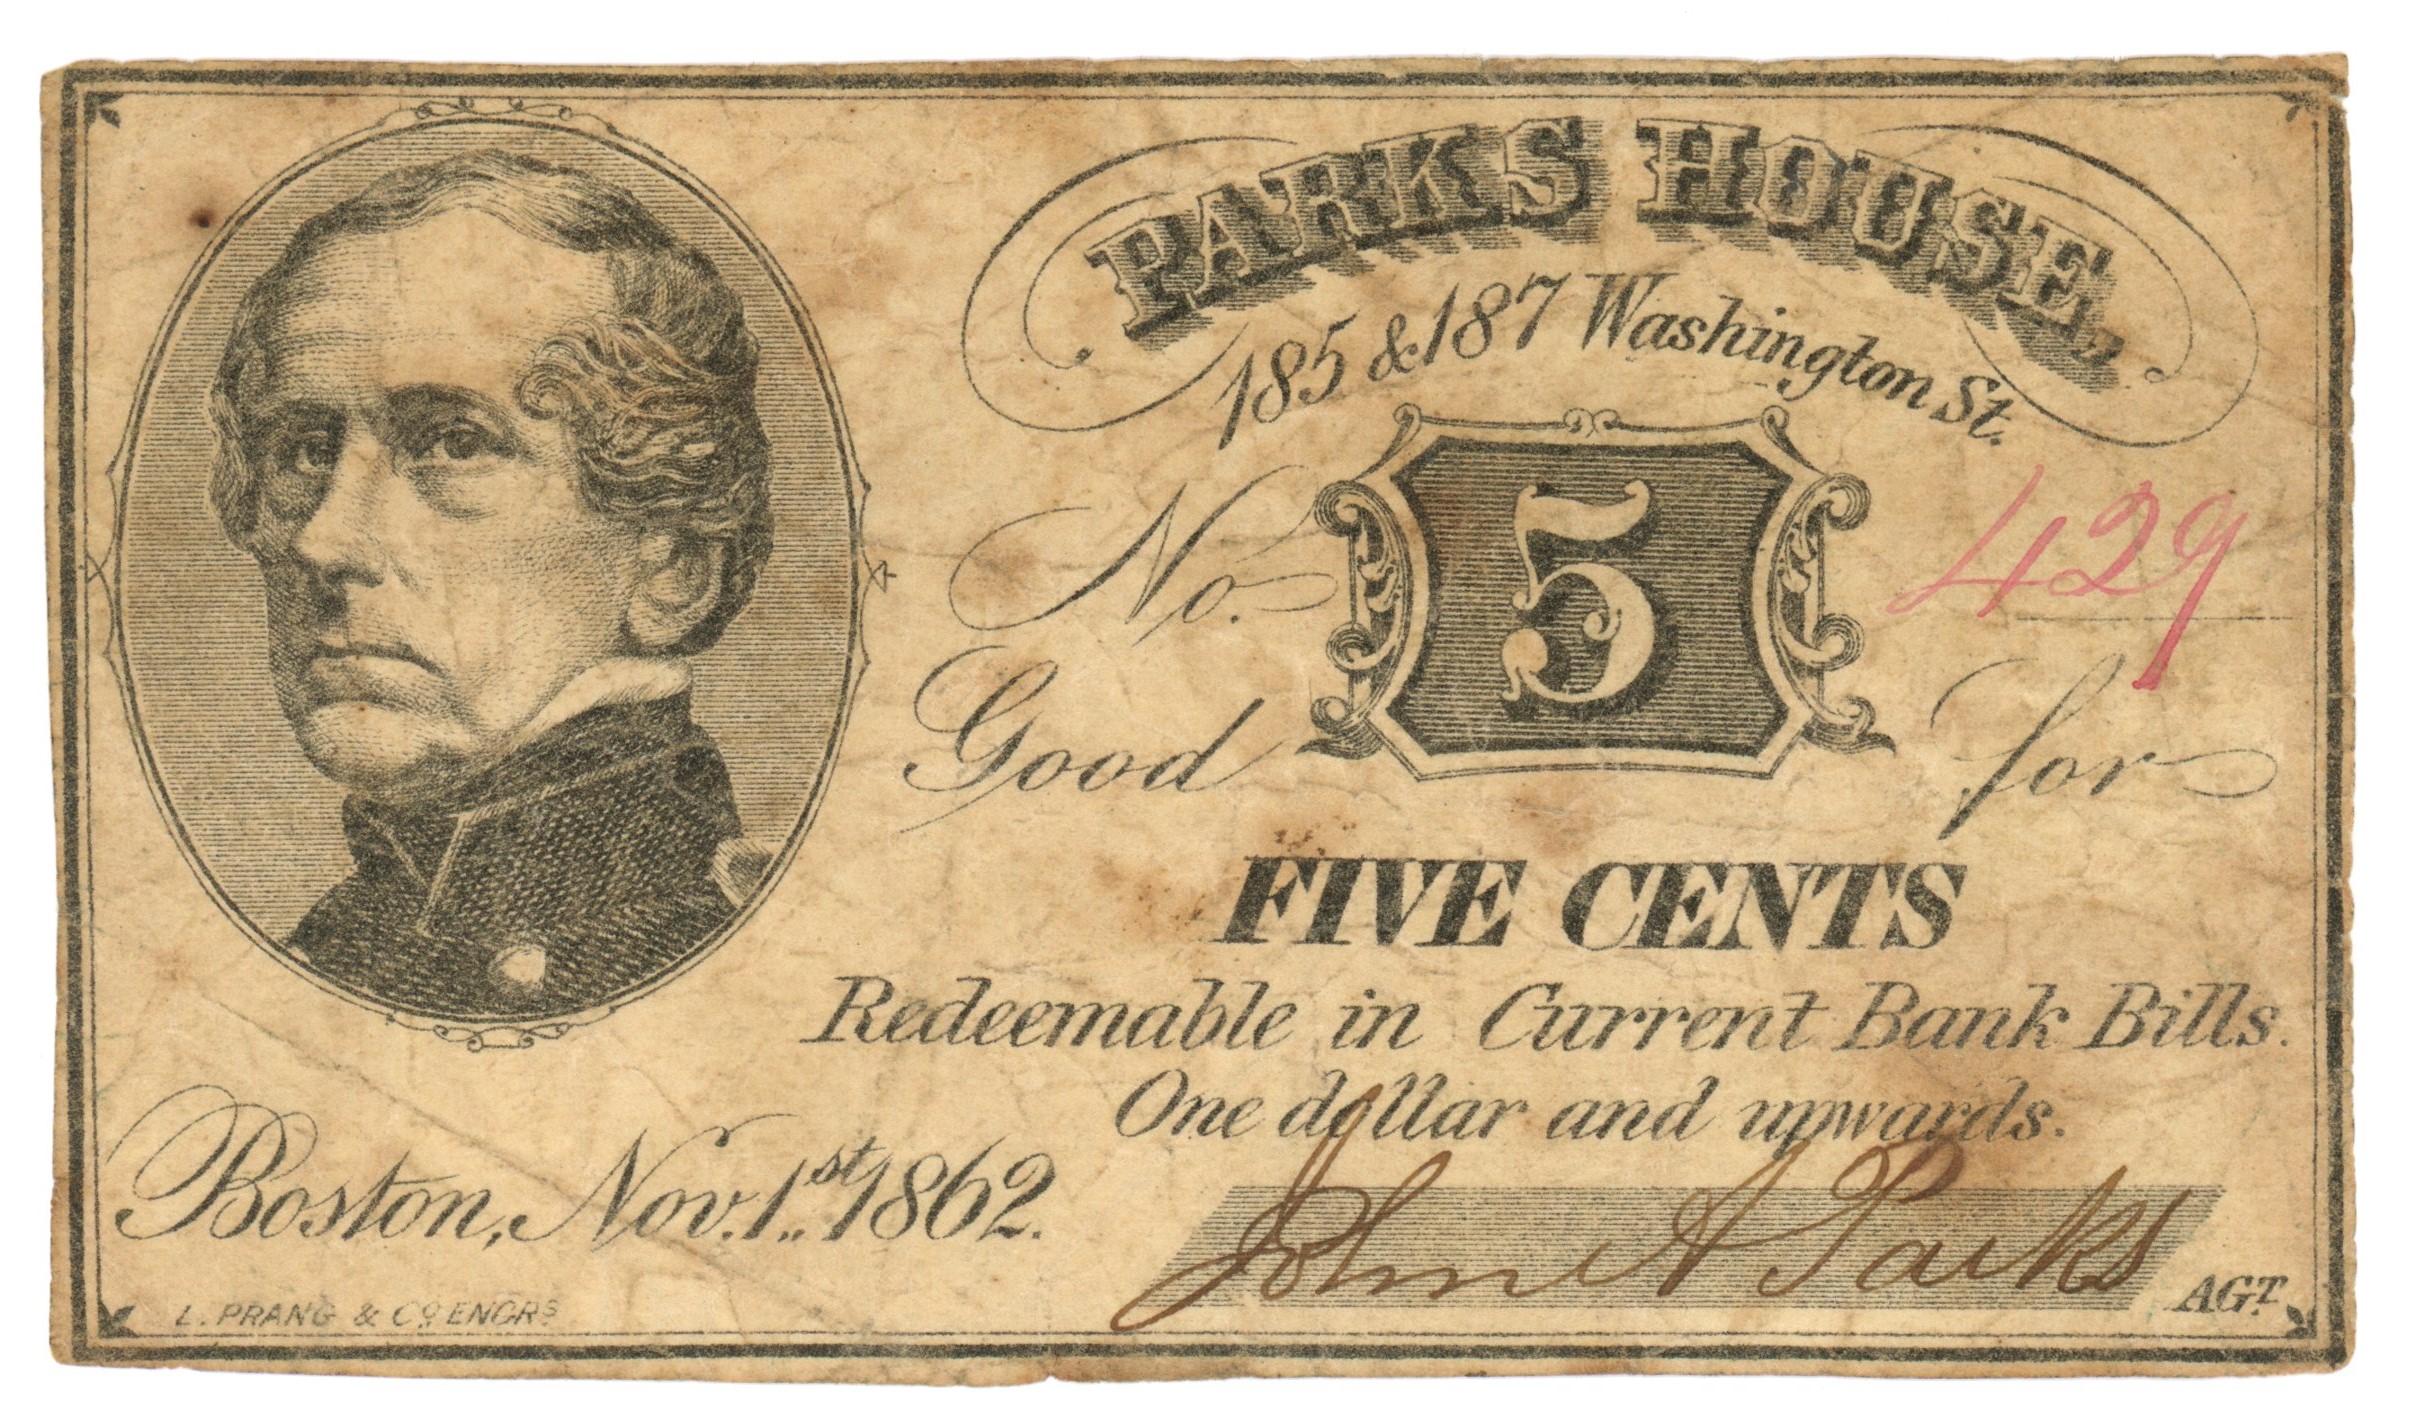 PARKS HOUSE,
185 & 187 Washington St.
No. 5 429
Good for
FIVE CENTS
Redeemable in Current Bank Bills.
One dollar and upwards.
Boston, Nov. 1st. 1862.
John A Parks AGT.
L. PRANG & Co ENGRS